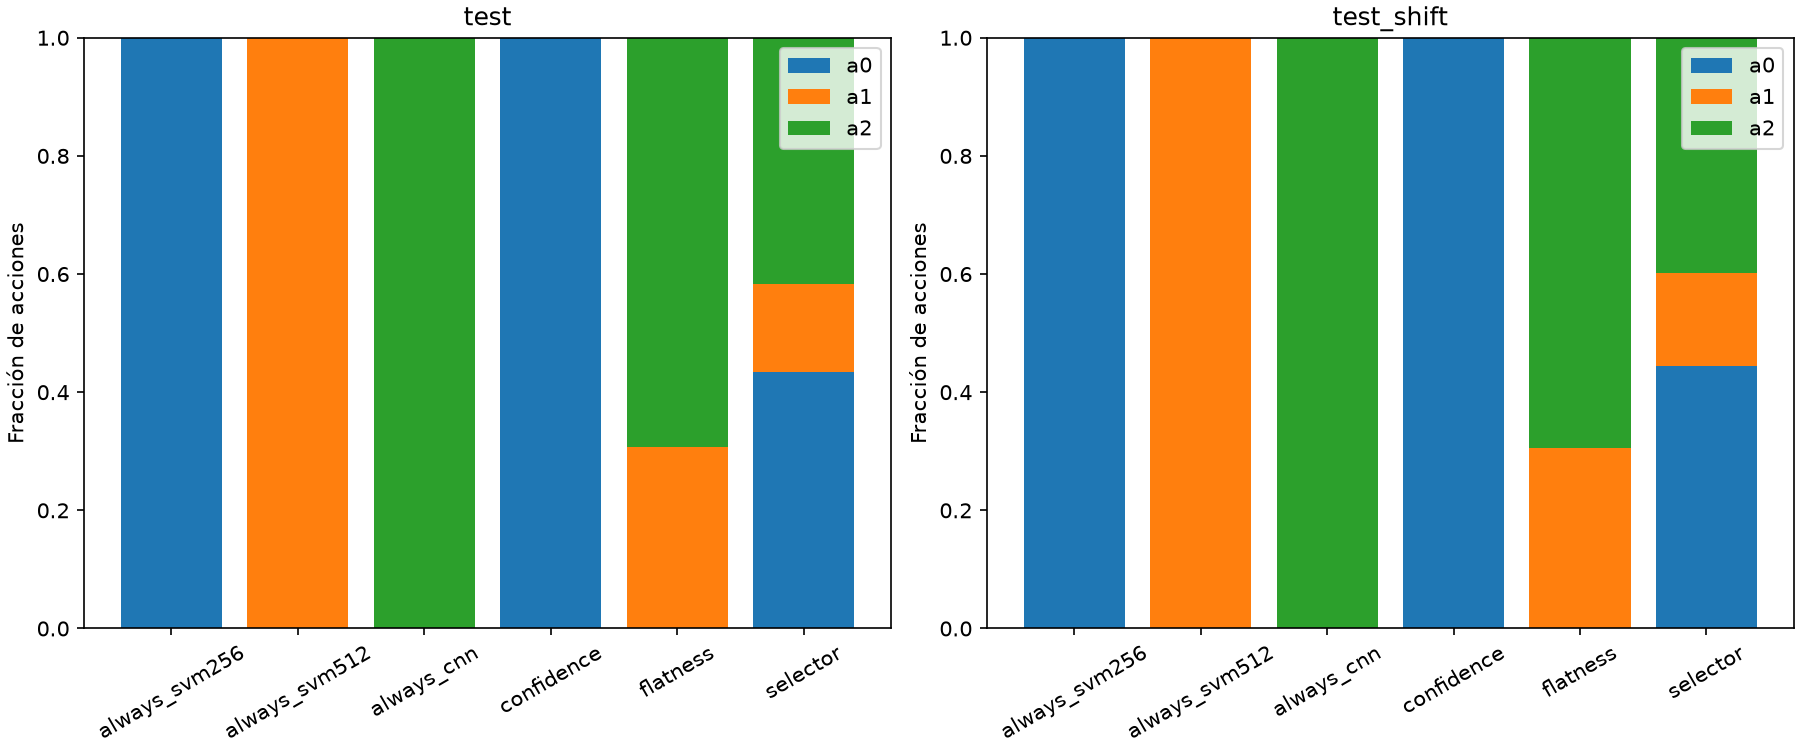 test
Fracción de acciones
1.0
0.8
0.6
0.4
0.2
0.0
a0
a1
a2
always_svm256
always_svm512
always_cnn
confidence
flatness
selector
test_shift
Fracción de acciones
1.0
0.8
0.6
0.4
0.2
0.0
a0
a1
a2
always_svm256
always_svm512
always_cnn
confidence
flatness
selector